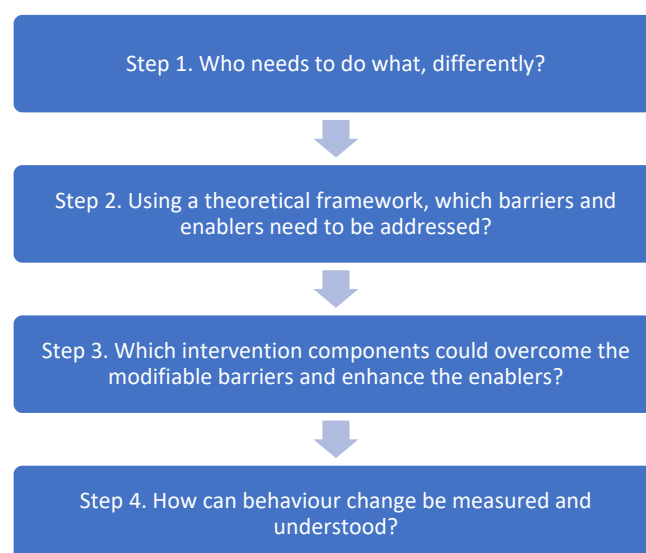 Step 1. Who needs to do what, differently?
Step 2. Using a theoretical framework, which barriers and
enablers need to be addressed?
Step 3. Which intervention components could overcome the
modifiable barriers and enhance the enablers?
Step 4. How can behaviour change be measured and
understood?